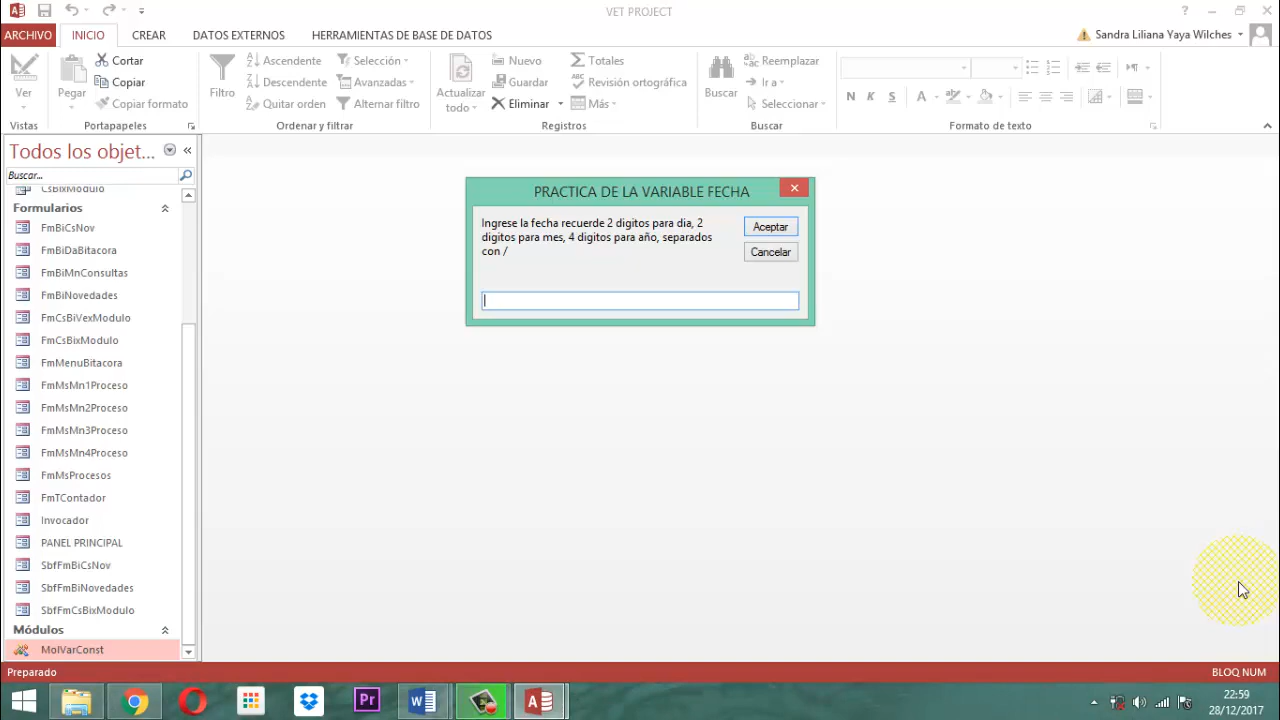 VET PROJECT
ARCHIVO INICIO CREAR DATOS EXTERNOS HERRAMIENTAS DE BASE DE DATOS Sandra Liliana Yaya Wilches
Ver
Vistas
Pegar
Cortar
Copiar
Copiar formato
Portapapeles
Filtro
Ascendente
Descendente
Quitar orden
Selección
Avanzadas
Alternar filtro
Ordenar y filtrar
Actualizar
todo
Nuevo
Guardar
Eliminar
Totales
Revisión ortográfica
Más
Registros
Buscar
Reemplazar
Ir a
Seleccionar
Buscar
N K S A
Formato de texto
Todos los objet...
Buscar...
CsBixModulo
Formularios
FmBiCsNov
FmBiDaBitacora
FmBiMnConsultas
FmBiNovedades
FmCsBiVexModulo
FmCsBixModulo
FmMenuBitacora
FmMsMn1Proceso
FmMsMn2Proceso
FmMsMn3Proceso
FmMsMn4Proceso
FmMsProcesos
FmTContador
Invocador
PANEL PRINCIPAL
SbfFmBiCsNov
SbfFmBiNovedades
SbfFmCsBixModulo
Módulos
MolVarConst
PRACTICA DE LA VARIABLE FECHA
Ingrese la fecha recuerde 2 digitos para dia, 2
digitos para mes, 4 digitos para año, separados
con /
Aceptar
Cancelar
Preparado BLOQ NUM
Pr
22:59
28/12/2017